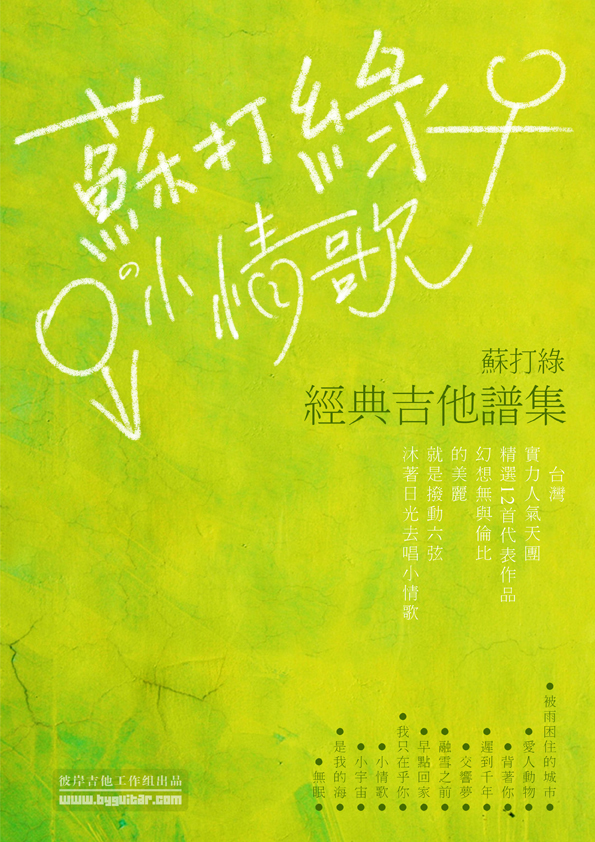 蘇打綠
の小情歌
蘇打綠
經典吉他譜集
台灣
實力人氣天團
精選12首代表作品
幻想無與倫比
的美麗
就是撥動六弦
沐著日光去唱小情歌
●被雨困住的城市●
●愛人動物●
●背著你●
●遲到千年●
●交響夢●
●融雪之前●
●早點回家●
●我只在乎你●
●小情歌●
●小宇宙●
●是我的海●
●無眠●
彼岸吉他工作組出品
www.byguitar.com